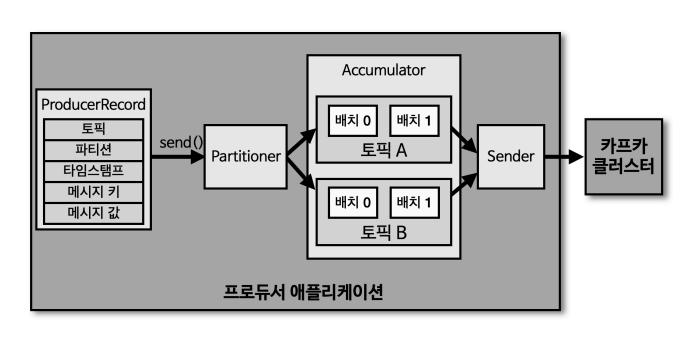 ProducerRecord
토픽
파티션
타임스탬프
메시지 키
메시지 값
send()
Partitioner
Accumulator
배치 0
배치 1
토픽 A
배치 0
배치 1
토픽 B
Sender
카프카
클러스터
프로듀서 애플리케이션